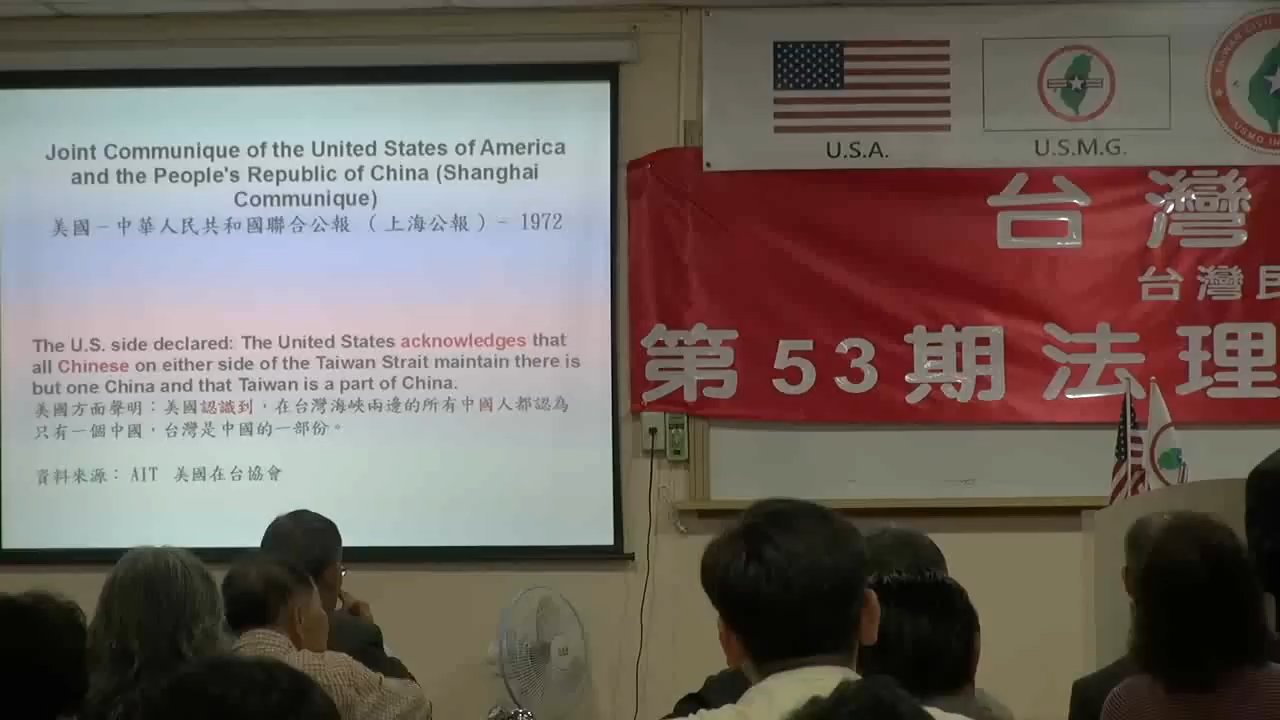 Joint Communique of the United States of America
and the People's Republic of China (Shanghai
Communique)
美國－中華人民共和國聯合公報 （上海公報）- 1972
The U.S. side declared: The United States acknowledges that
all Chinese on either side of the Taiwan Strait maintain there is
but one China and that Taiwan is a part of China.
美國方面聲明：美國認識到，在台灣海峽兩邊的所有中國人都認為
只有一個中國，台灣是中國的一部份。
資料來源： AIT 美國在台協會
U.S.A.
U.S.M.G.
TAIWAN CIVIL
USMG
台灣
台灣民
第53期法理